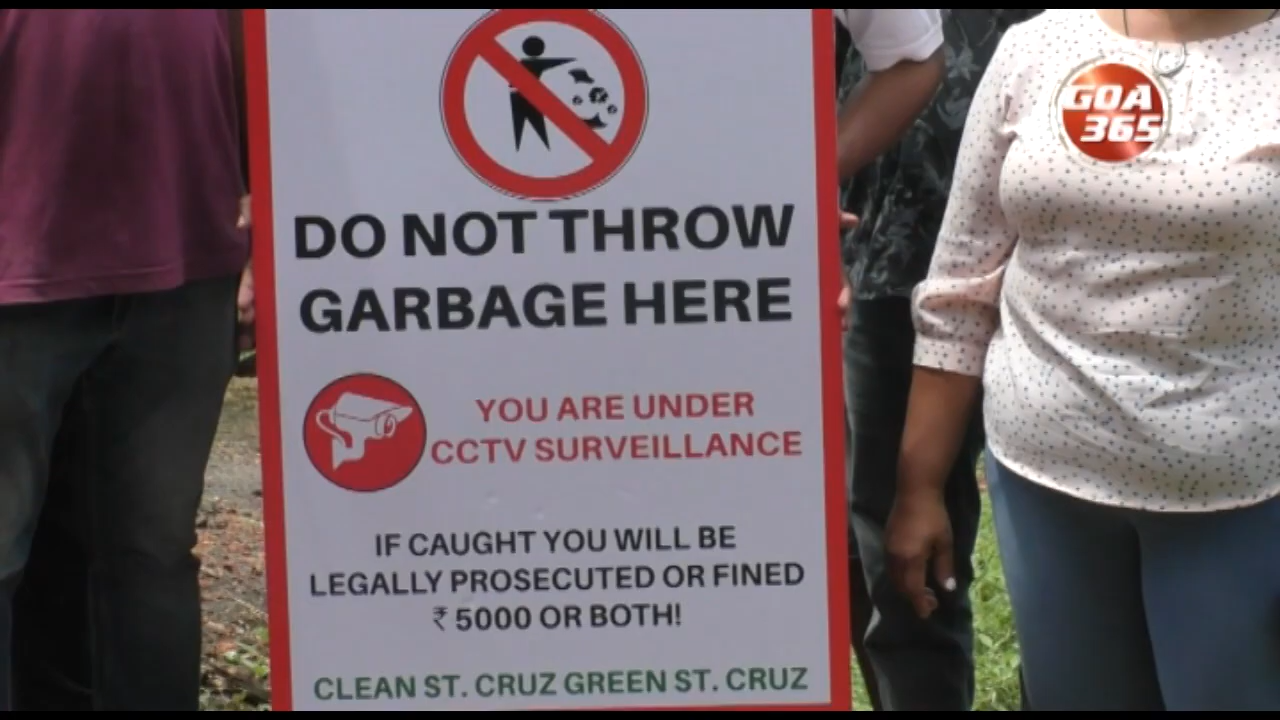 GOA
365
DO NOT THROW
GARBAGE HERE
YOU ARE UNDER
CCTV SURVEILLANCE
IF CAUGHT YOU WILL BE
LEGALLY PROSECUTED OR FINED
₹ 5000 OR BOTH!
CLEAN ST. CRUZ GREEN ST. CRUZ